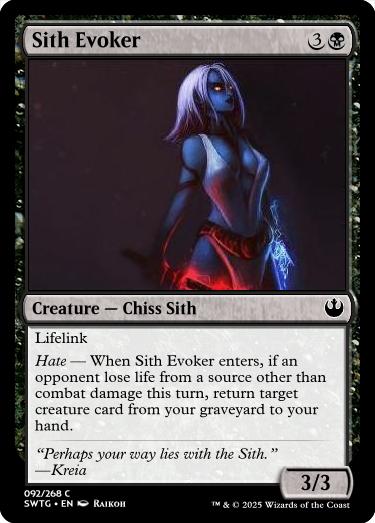 Sith Evoker 3
Creature — Chiss Sith
Lifelink
Hate — When Sith Evoker enters, if an
opponent lose life from a source other than
combat damage this turn, return target
creature card from your graveyard to your
hand.
“Perhaps your way lies with the Sith.”
—Kreia
3/3
092/268 C
SWTG • EN Raikoh
™ & © 2025 Wizards of the Coast